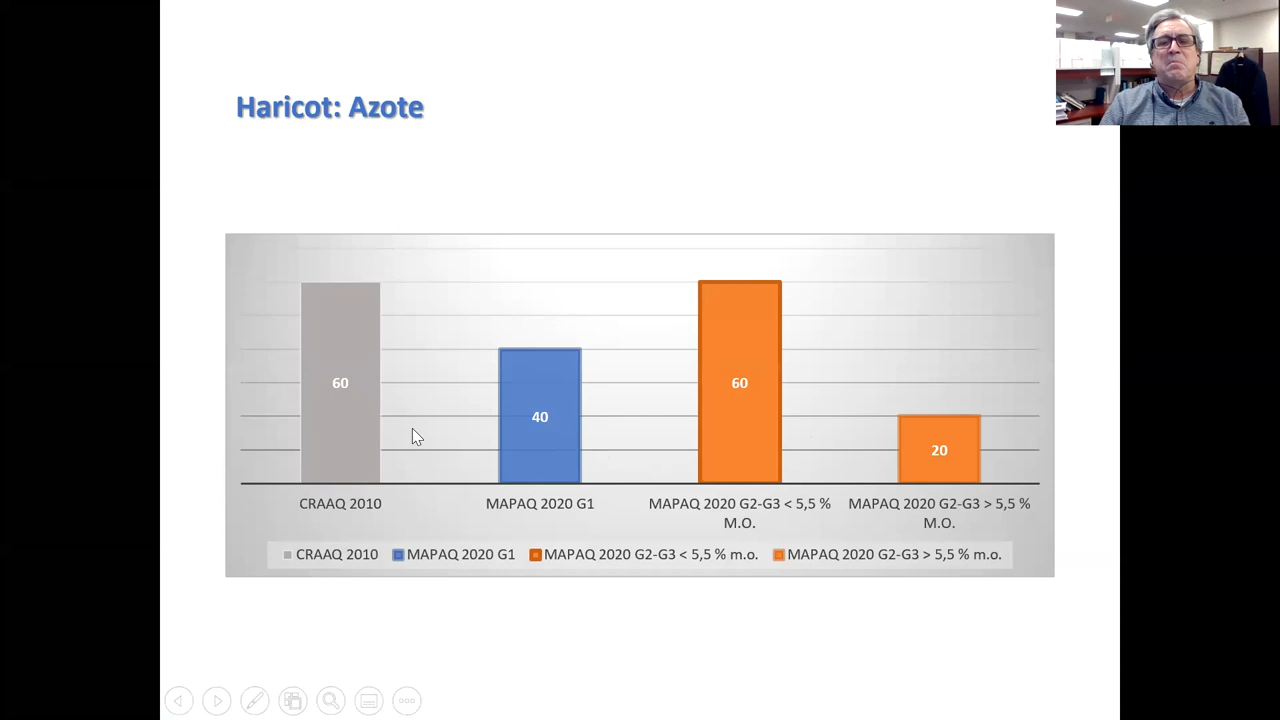 Haricot: Azote
60
40
60
20
CRAAQ 2010
MAPAQ 2020 G1
MAPAQ 2020 G2-G3 < 5,5 %
M.O.
MAPAQ 2020 G2-G3 > 5,5 %
M.O.
CRAAQ 2010 MAPAQ 2020 G1 MAPAQ 2020 G2-G3 < 5,5 % m.o. MAPAQ 2020 G2-G3 > 5,5 % m.o.